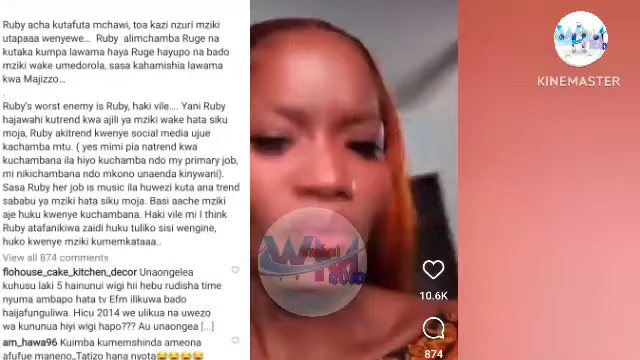 Ruby acha kutafuta mchawi, toa kazi nzuri mziki
utapaaa wenyewe... Ruby alimchamba Ruge na
kutaka kumpa lawama haya Ruge hayupo na bado
mziki wake umedorola, sasa kahamishia lawama
kwa Majizzo...
.
Ruby's worst enemy is Ruby, haki vile.... Yani Ruby
hajawahi kutrend kwa ajili ya mziki wake hata siku
moja, Ruby akitrend kwenye social media ujue
kachamba mtu. ( yes mimi pia natrend kwa
kuchambana ila hiyo kuchamba ndo my primary job,
mi nikichambana ndo mkono unaenda kinywani).
Sasa Ruby her job is music ila huwezi kuta ana trend
sababu ya mziki hata siku moja. Basi aache mziki
aje huku kwenye kuchambana. Haki vile mi I think
Ruby atafanikiwa zaidi huku tuliko sisi wengine,
huko kwenye mziki kumemkataa..
View all 874 comments
flohouse_cake_kitchen_decor Unaongelea
kuhusu laki 5 hainunui wigi hii hebu rudisha time
nyuma ambapo hata tv Efm ilikuwa bado
haijafunguliwa. Hicu 2014 we ulikua na uwezo
wa kununua hiyi wigi hapo??? Au unaongea [...]
am_hawa96 Kuimba kumemshinda ameona
afufue maneno,,Tatizo hana nyota😂😂😂😂
10.6K
874
KINEMASTER